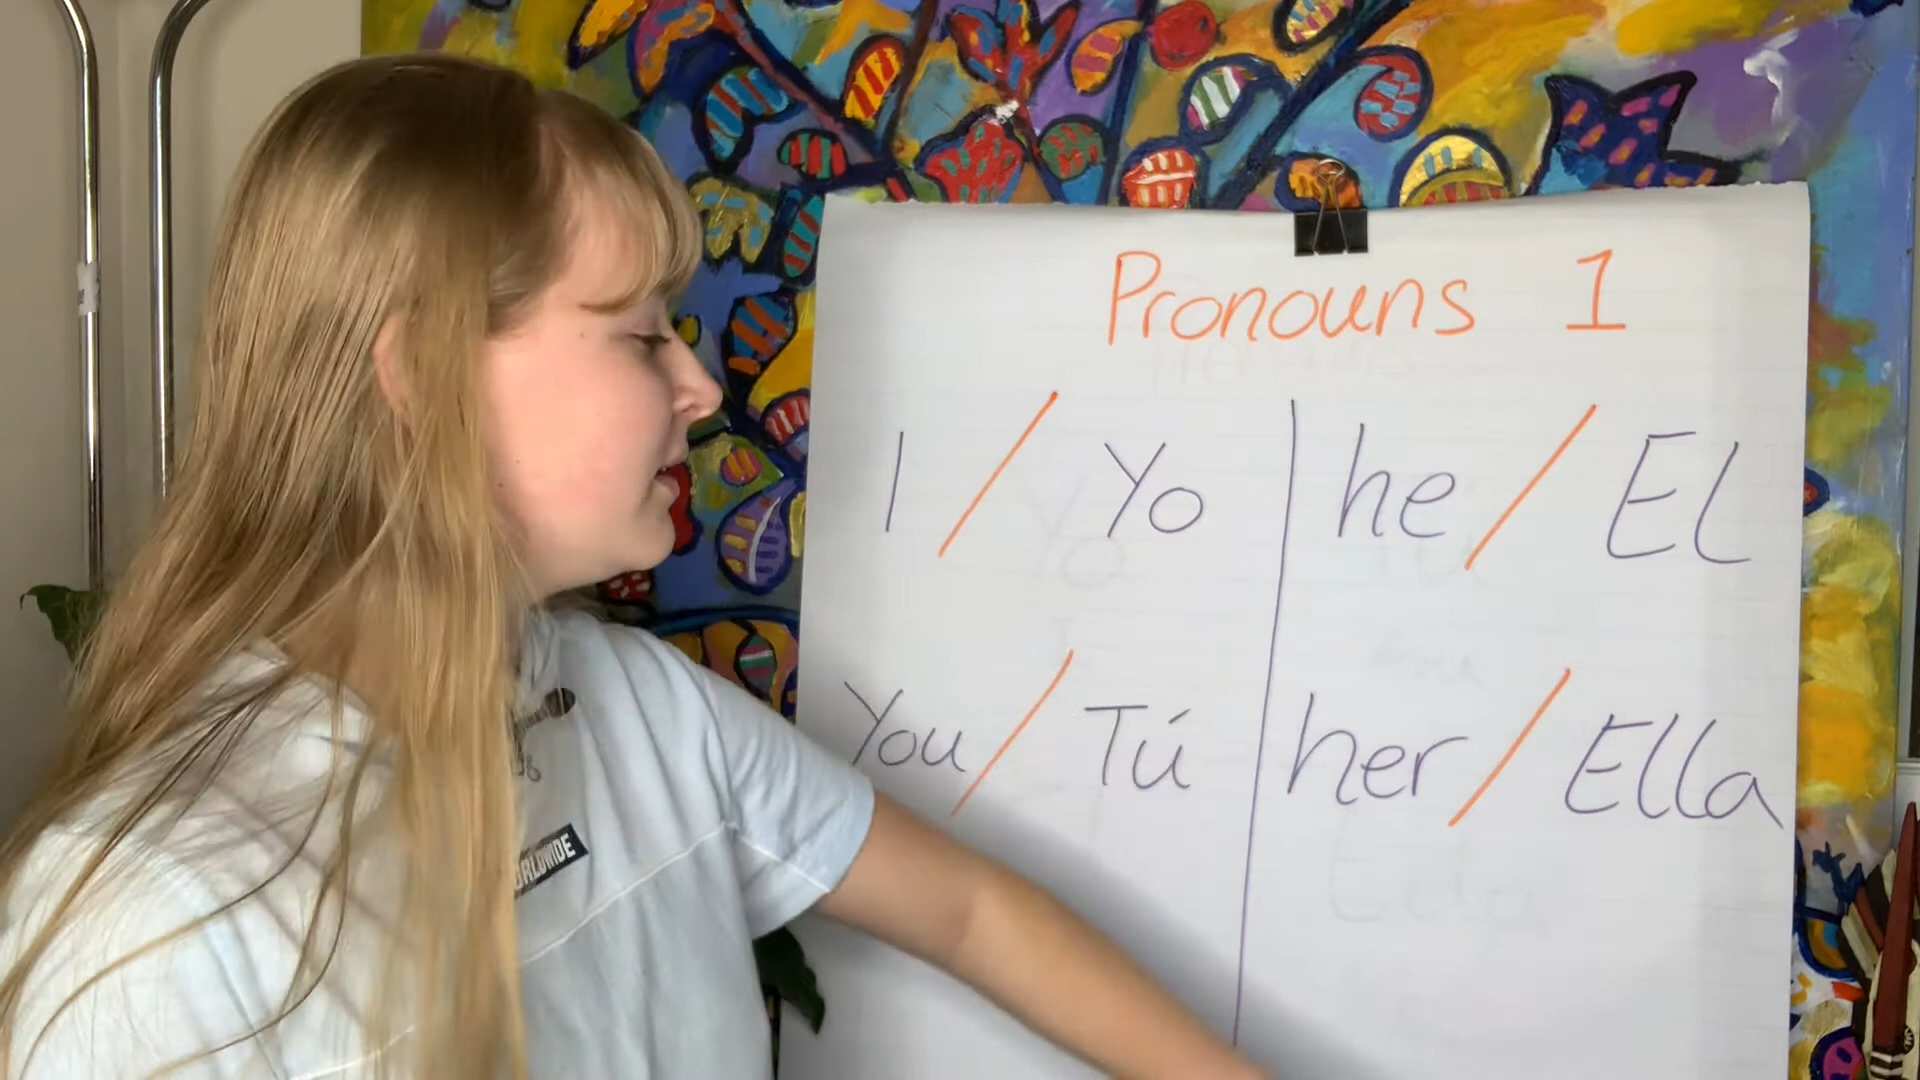 Pronouns 1
I / Yo
he / EL
You / Tú
her / Ella